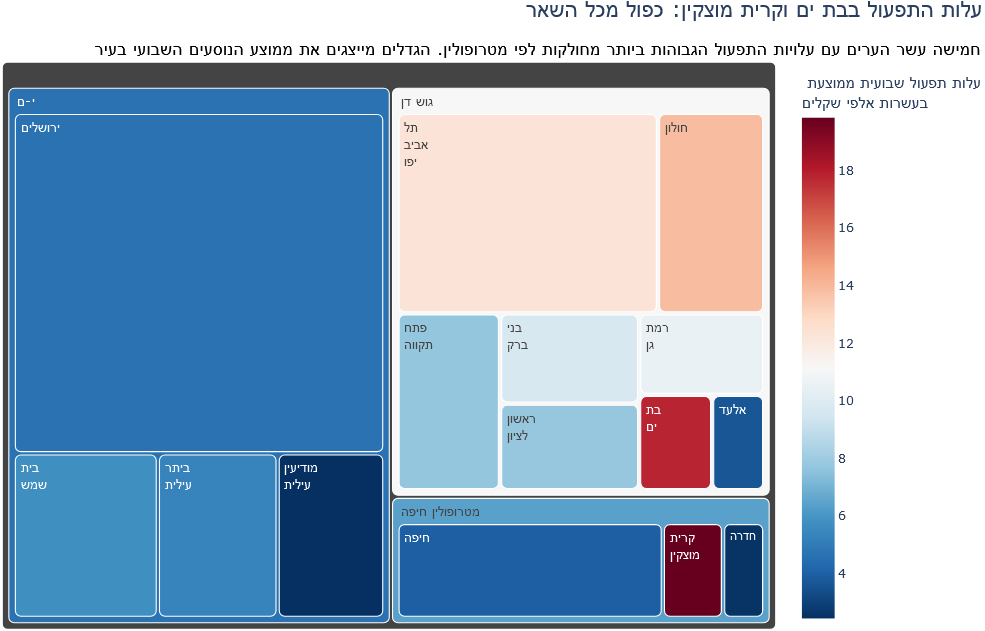 עלות התפעול בבת ים וקרית מוצקין: כפול מכל השאר
חמישה עשר הערים עם עלויות התפעול הגבוהות ביותר מחולקות לפי מטרופולין. הגדלים מייצגים את ממוצע הנוסעים השבועי בעיר
עלות תפעול שבועית ממוצעת
בעשרות אלפי שקלים
18
16
14
12
10
8
6
4
גוש דן
תל
אביב
יפו
חולון
פתח
תקווה
בני
ברק
רמת
גן
ראשון
לציון
בת
ים
אלעד
מטרופולין חיפה
חיפה
קרית
מוצקין
חדרה
י-ם
ירושלים
בית
שמש
ביתר
עילית
מודיעין
עילית